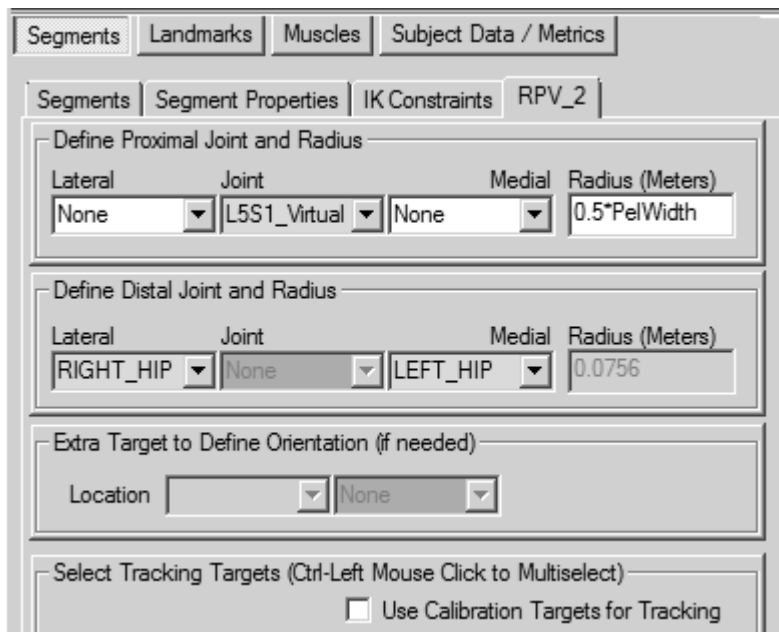 Segments Landmarks Muscles Subject Data / Metrics
Segments Segment Properties IK Constraints RPV_2
Define Proximal Joint and Radius
Lateral Joint Medial Radius (Meters)
None L5S1_Virtual None 0.5*PelWidth
Define Distal Joint and Radius
Lateral Joint Medial Radius (Meters)
RIGHT_HIP None LEFT_HIP 0.0756
Extra Target to Define Orientation (if needed)
Location None
Select Tracking Targets (Ctrl-Left Mouse Click to Multiselect)
Use Calibration Targets for Tracking